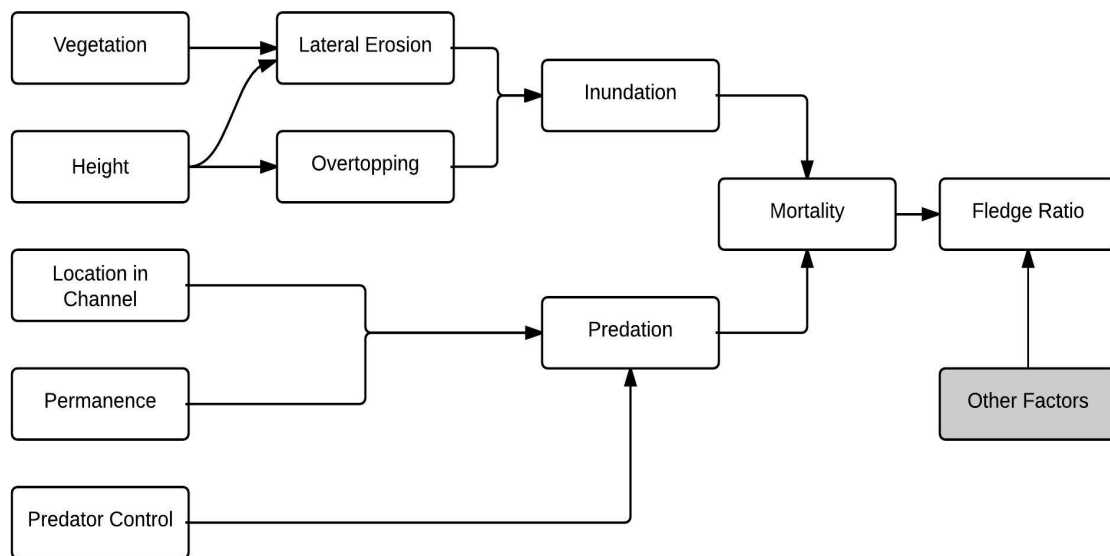 Vegetation
Lateral Erosion
Inundation
Height
Overtopping
Mortality
Fledge Ratio
Location in
Channel
Predation
Permanence
Other Factors
Predator Control